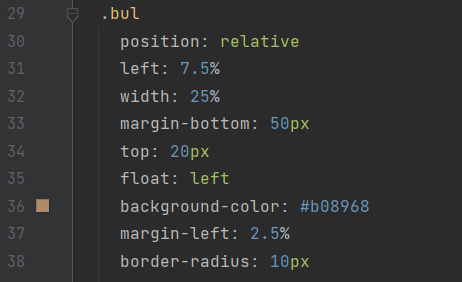 29 .bul
30 position: relative
31 left: 7.5%
32 width: 25%
33 margin-bottom: 50px
34 top: 20px
35 float: left
36 background-color: #b08968
37 margin-left: 2.5%
38 border-radius: 10px